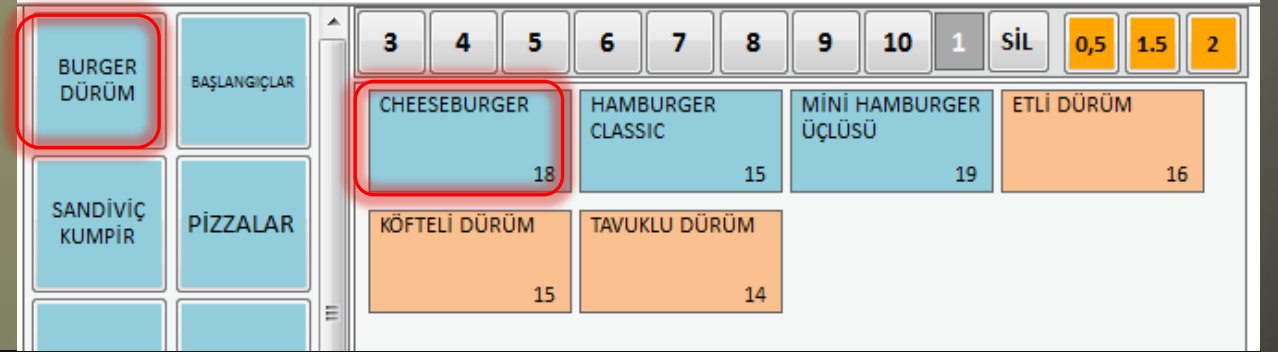 BURGER
DÜRÜM
BAŞLANGIÇLAR
SANDİVİÇ
KUMPİR
PİZZALAR
3 4 5 6 7 8 9 10 1 SİL 0,5 1.5 2
CHEESEBURGER
18
HAMBURGER
CLASSIC
15
MİNİ HAMBURGER
ÜÇLÜSÜ
19
ETLİ DÜRÜM
16
KÖFTELİ DÜRÜM
15
TAVUKLU DÜRÜM
14